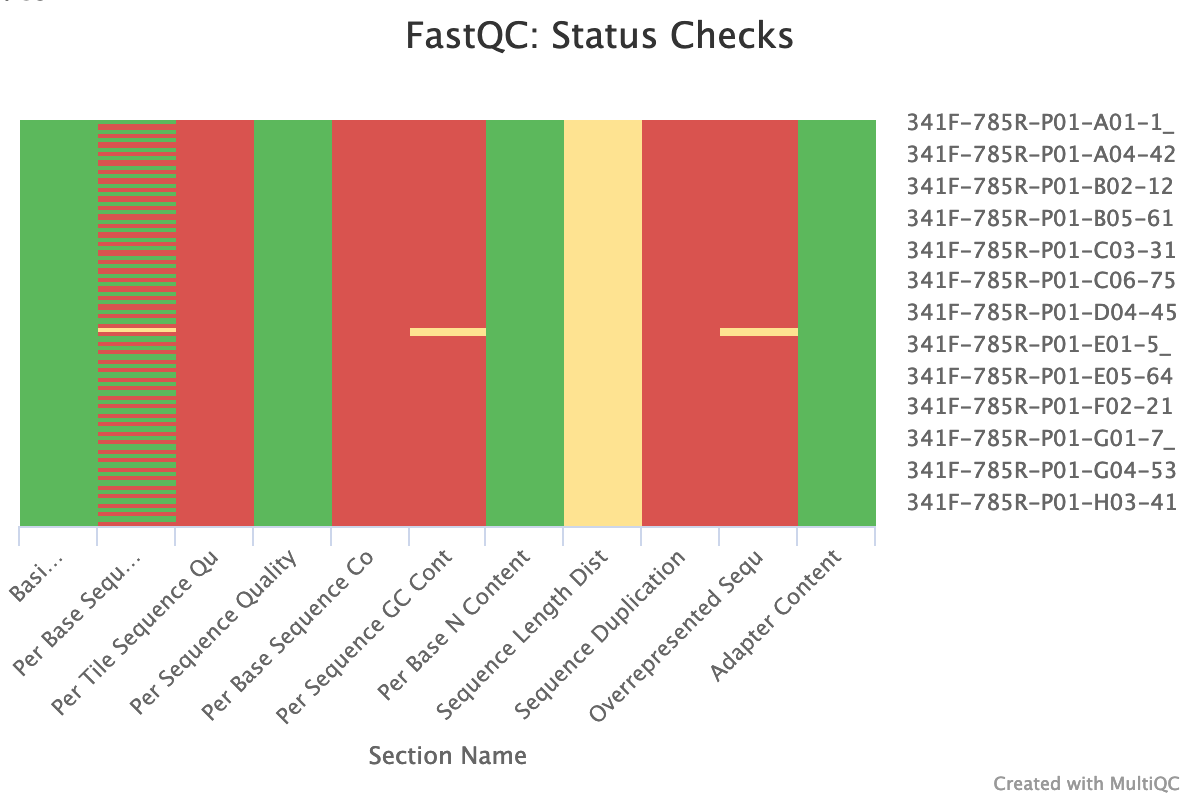 FastQC: Status Checks
341F-785R-P01-A01-1_
341F-785R-P01-A04-42
341F-785R-P01-B02-12
341F-785R-P01-B05-61
341F-785R-P01-C03-31
341F-785R-P01-C06-75
341F-785R-P01-D04-45
341F-785R-P01-E01-5_
341F-785R-P01-E05-64
341F-785R-P01-F02-21
341F-785R-P01-G01-7_
341F-785R-P01-G04-53
341F-785R-P01-H03-41
Basi...
Per Base Sequ...
Per Tile Sequence Qu
Per Sequence Quality
Per Base Sequence Co
Per Sequence GC Cont
Per Base N Content
Sequence Length Dist
Sequence Duplication
Overrepresented Sequ
Adapter Content
Section Name
Created with MultiQC